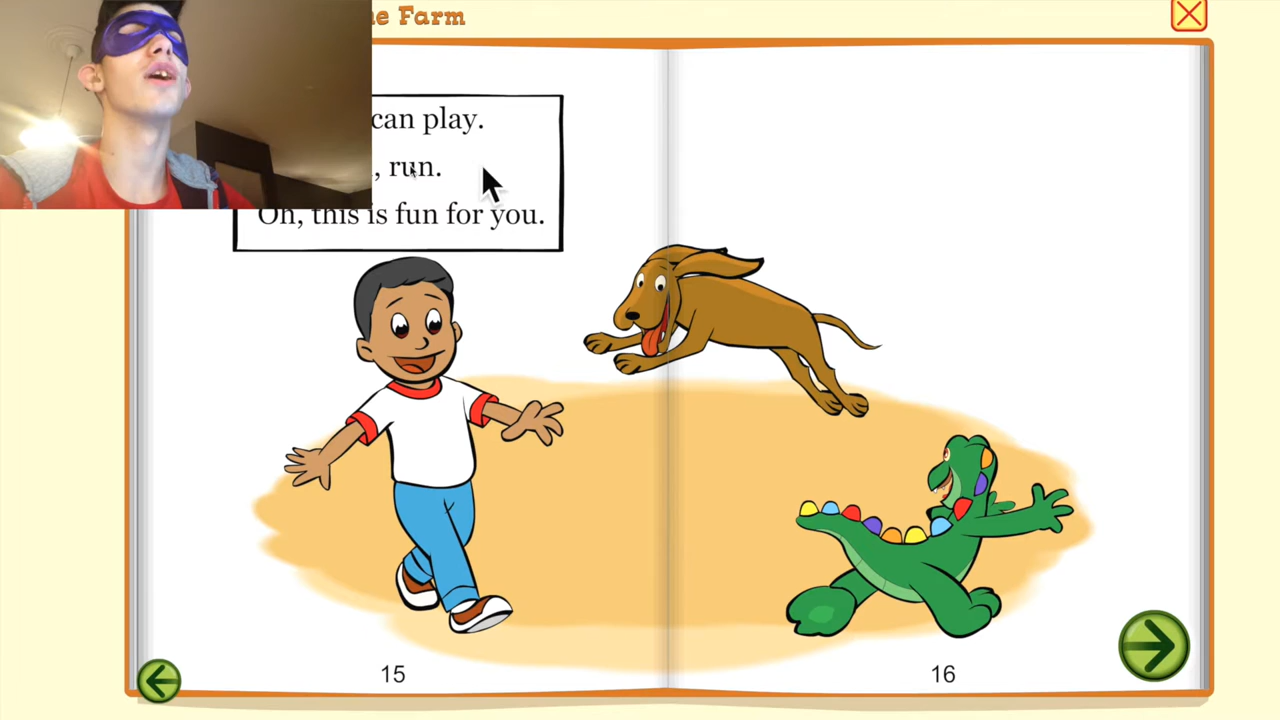 e Farm
can play.
, run.
Oh, this is fun for you.
15
16